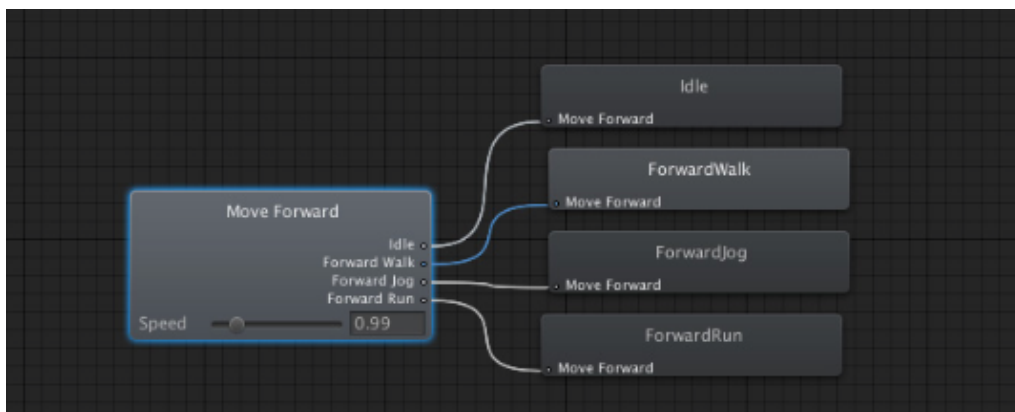 Move Forward
Idle
Forward Walk
Forward Jog
Forward Run
Speed 0.99
Idle
Move Forward
ForwardWalk
Move Forward
ForwardJog
Move Forward
ForwardRun
Move Forward